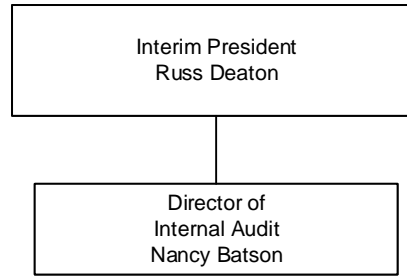 Interim President
Russ Deaton
Director of
Internal Audit
Nancy Batson